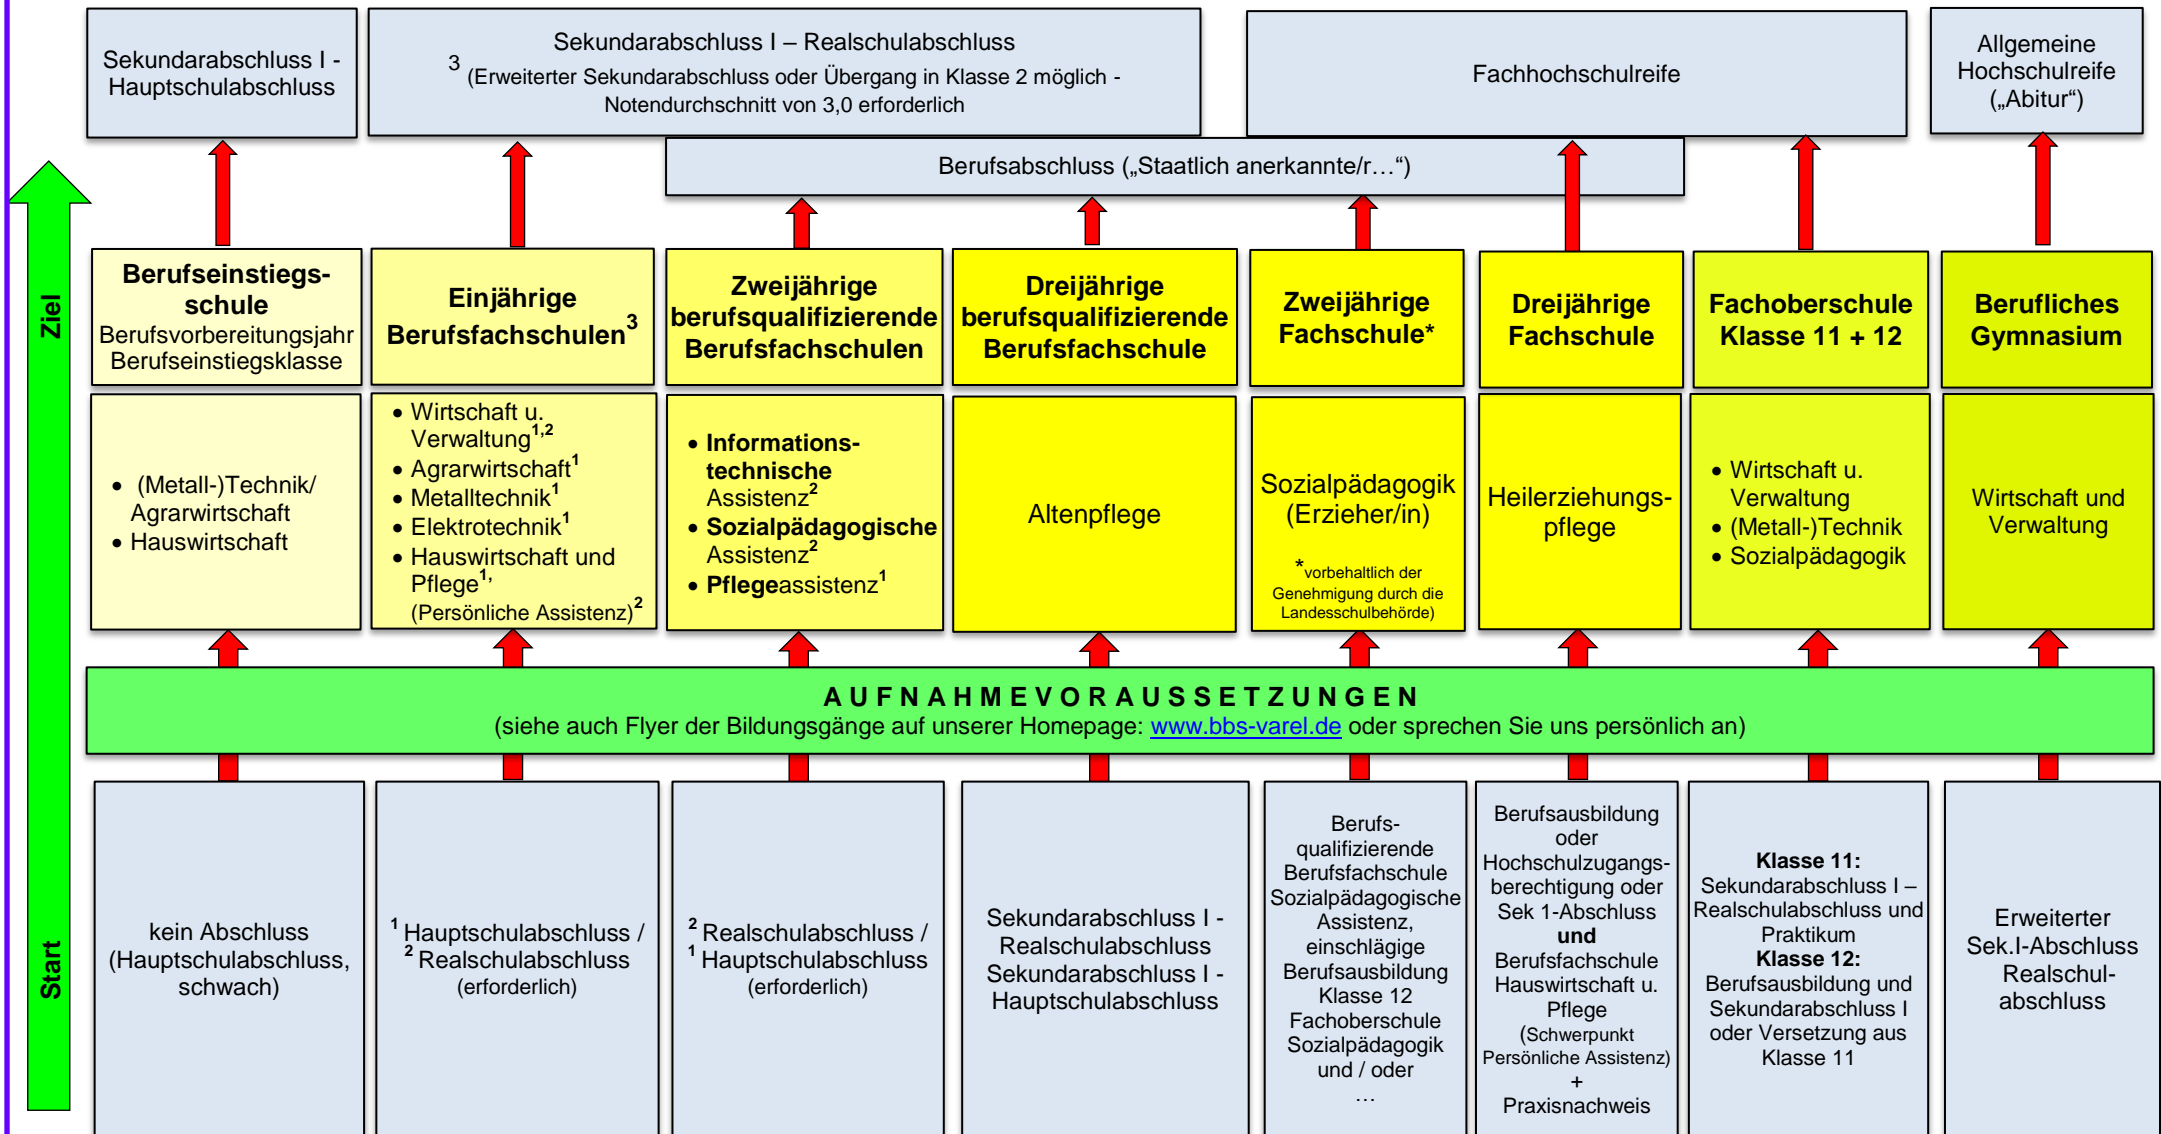 Sekundarabschluss I -
Hauptschulabschluss
Sekundarabschluss I – Realschulabschluss
3 (Erweiterter Sekundarabschluss oder Übergang in Klasse 2 möglich -
Notendurchschnitt von 3,0 erforderlich
Fachhochschulreife
Allgemeine
Hochschulreife
(„Abitur“)
Berufsabschluss („Staatlich anerkannte/r…“)
Ziel
Start
Berufseinstiegs-
schule
Berufsvorbereitungsjahr
Berufseinstiegsklasse
Einjährige
Berufsfachschulen3
Zweijährige
berufsqualifizierende
Berufsfachschulen
Dreijährige
berufsqualifizierende
Berufsfachschule
Zweijährige
Fachschule*
Dreijährige
Fachschule
Fachoberschule
Klasse 11 + 12
Berufliches
Gymnasium
• (Metall-)Technik/
Agrarwirtschaft
• Hauswirtschaft
• Wirtschaft u.
Verwaltung1,2
• Agrarwirtschaft1
• Metalltechnik1
• Elektrotechnik1
• Hauswirtschaft und
Pflege1,
(Persönliche Assistenz)2
• Informations-
technische
Assistenz2
• Sozialpädagogische
Assistenz2
• Pflegeassistenz1
Altenpflege
Sozialpädagogik
(Erzieher/in)
*vorbehaltlich der
Genehmigung durch die
Landesschulbehörde)
Heilerziehungs-
pflege
• Wirtschaft u.
Verwaltung
• (Metall-)Technik
• Sozialpädagogik
Wirtschaft und
Verwaltung
AUFNAHMEVORAUSSETZUNGEN
(siehe auch Flyer der Bildungsgänge auf unserer Homepage: www.bbs-varel.de oder sprechen Sie uns persönlich an)
kein Abschluss
(Hauptschulabschluss,
schwach)
1 Hauptschulabschluss /
2 Realschulabschluss
(erforderlich)
2 Realschulabschluss /
1 Hauptschulabschluss
(erforderlich)
Sekundarabschluss I -
Realschulabschluss
Sekundarabschluss I -
Hauptschulabschluss
Berufs-
qualifizierende
Berufsfachschule
Sozialpädagogische
Assistenz,
einschlägige
Berufsausbildung
Klasse 12
Fachoberschule
Sozialpädagogik
und / oder
…
Berufsausbildung
oder
Hochschulzugangs-
berechtigung oder
Sek 1-Abschluss
und
Berufsfachschule
Hauswirtschaft u.
Pflege
(Schwerpunkt
Persönliche Assistenz)
+
Praxisnachweis
Klasse 11:
Sekundarabschluss I –
Realschulabschluss und
Praktikum
Klasse 12:
Berufsausbildung und
Sekundarabschluss I
oder Versetzung aus
Klasse 11
Erweiterter
Sek.I-Abschluss
Realschul-
abschluss